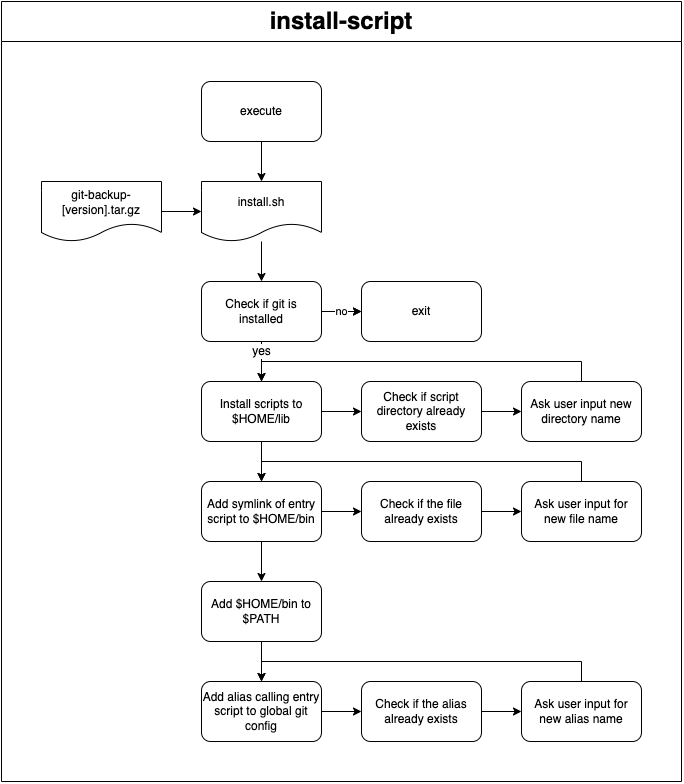 install-script
execute
git-backup-
[version].tar.gz
install.sh
Check if git is
installed
no
exit
yes
Install scripts to
$HOME/lib
Check if script
directory already
exists
Ask user input new
directory name
Add symlink of entry
script to $HOME/bin
Check if the file
already exists
Ask user input for
new file name
Add $HOME/bin to
$PATH
Add alias calling entry
script to global git
config
Check if the alias
already exists
Ask user input for
new alias name